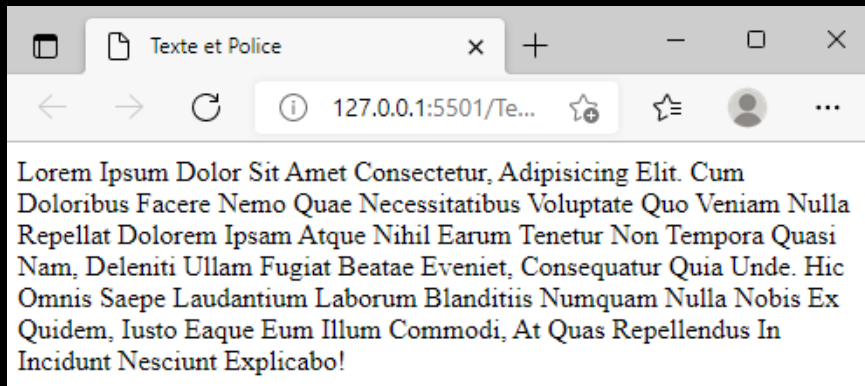 Texte et Police
127.0.0.1:5501/Te...
Lorem Ipsum Dolor Sit Amet Consectetur, Adipisicing Elit. Cum
Doloribus Facere Nemo Quae Necessitatibus Voluptate Quo Veniam Nulla
Repellat Dolorem Ipsam Atque Nihil Earum Tenetur Non Tempora Quasi
Nam, Deleniti Ullam Fugiat Beatae Eveniet, Consequatur Quia Unde. Hic
Omnis Saepe Laudantium Laborum Blanditiis Numquam Nulla Nobis Ex
Quidem, Iusto Eaque Eum Illum Commodi, At Quas Repellendus In
Incidunt Nesciunt Explicabo!